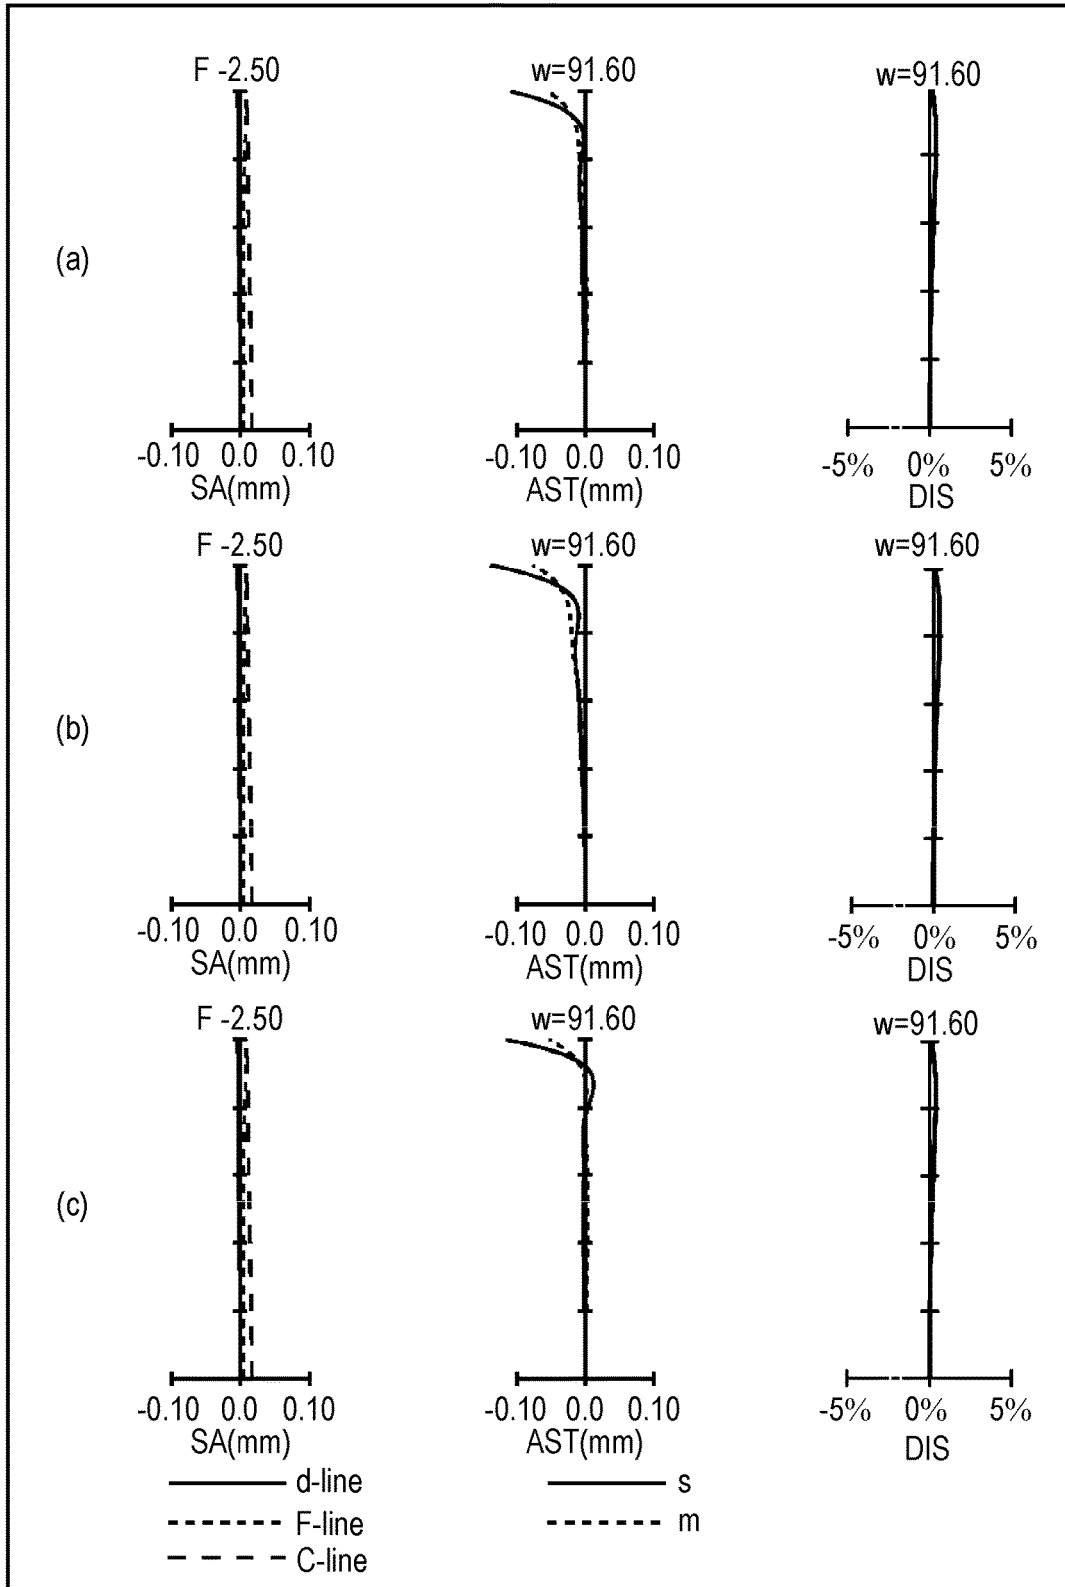 F -2.50 w=91.60 w=91.60
(a)
-0.10 0.0 0.10 -0.10 0.0 0.10 -5% 0% 5%
SA(mm) AST(mm) DIS
F -2.50 w=91.60 w=91.60
(b)
-0.10 0.0 0.10 -0.10 0.0 0.10 -5% 0% 5%
SA(mm) AST(mm) DIS
F -2.50 w=91.60 w=91.60
(c)
-0.10 0.0 0.10 -0.10 0.0 0.10 -5% 0% 5%
SA(mm) AST(mm) DIS
d-line s
F-line m
C-line